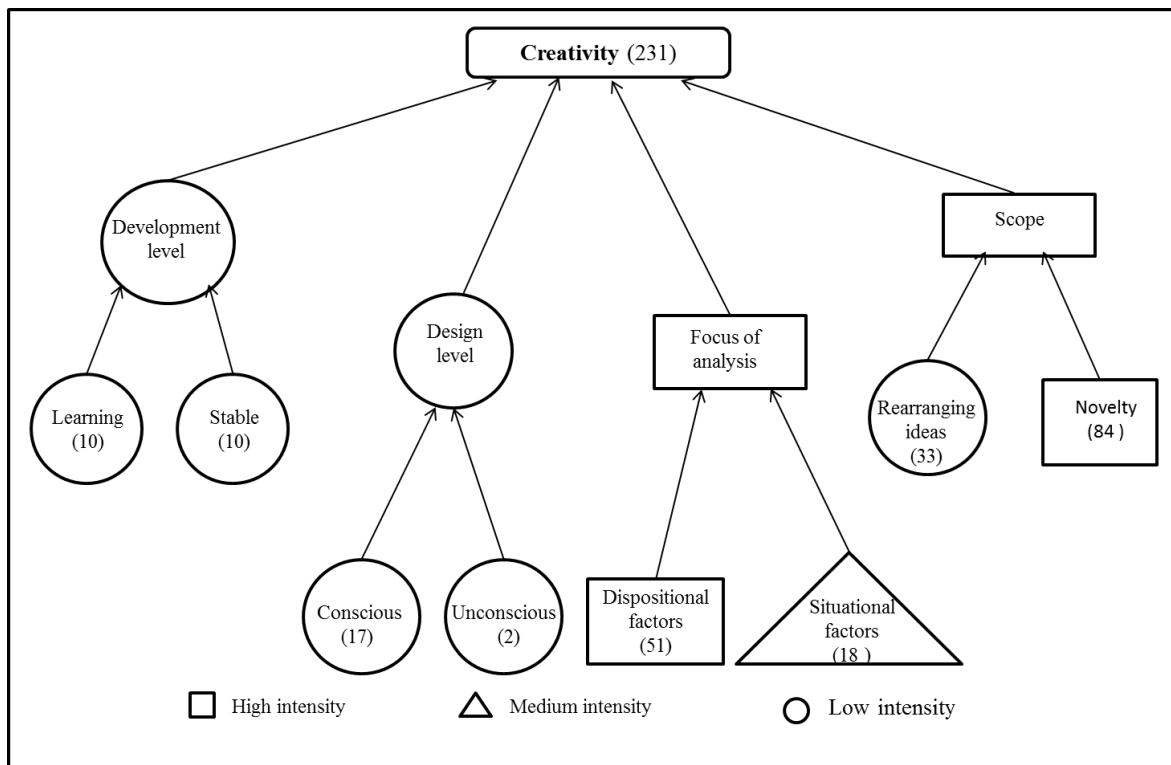 Creativity (231)
Development
level
Scope
Design
level
Focus of
analysis
Learning
(10)
Stable
(10)
Rearranging
ideas
(33)
Novelty
(84 )
Conscious
(17)
Unconscious
(2)
Dispositional
factors
(51)
Situational
factors
(18 )
High intensity
Medium intensity
Low intensity